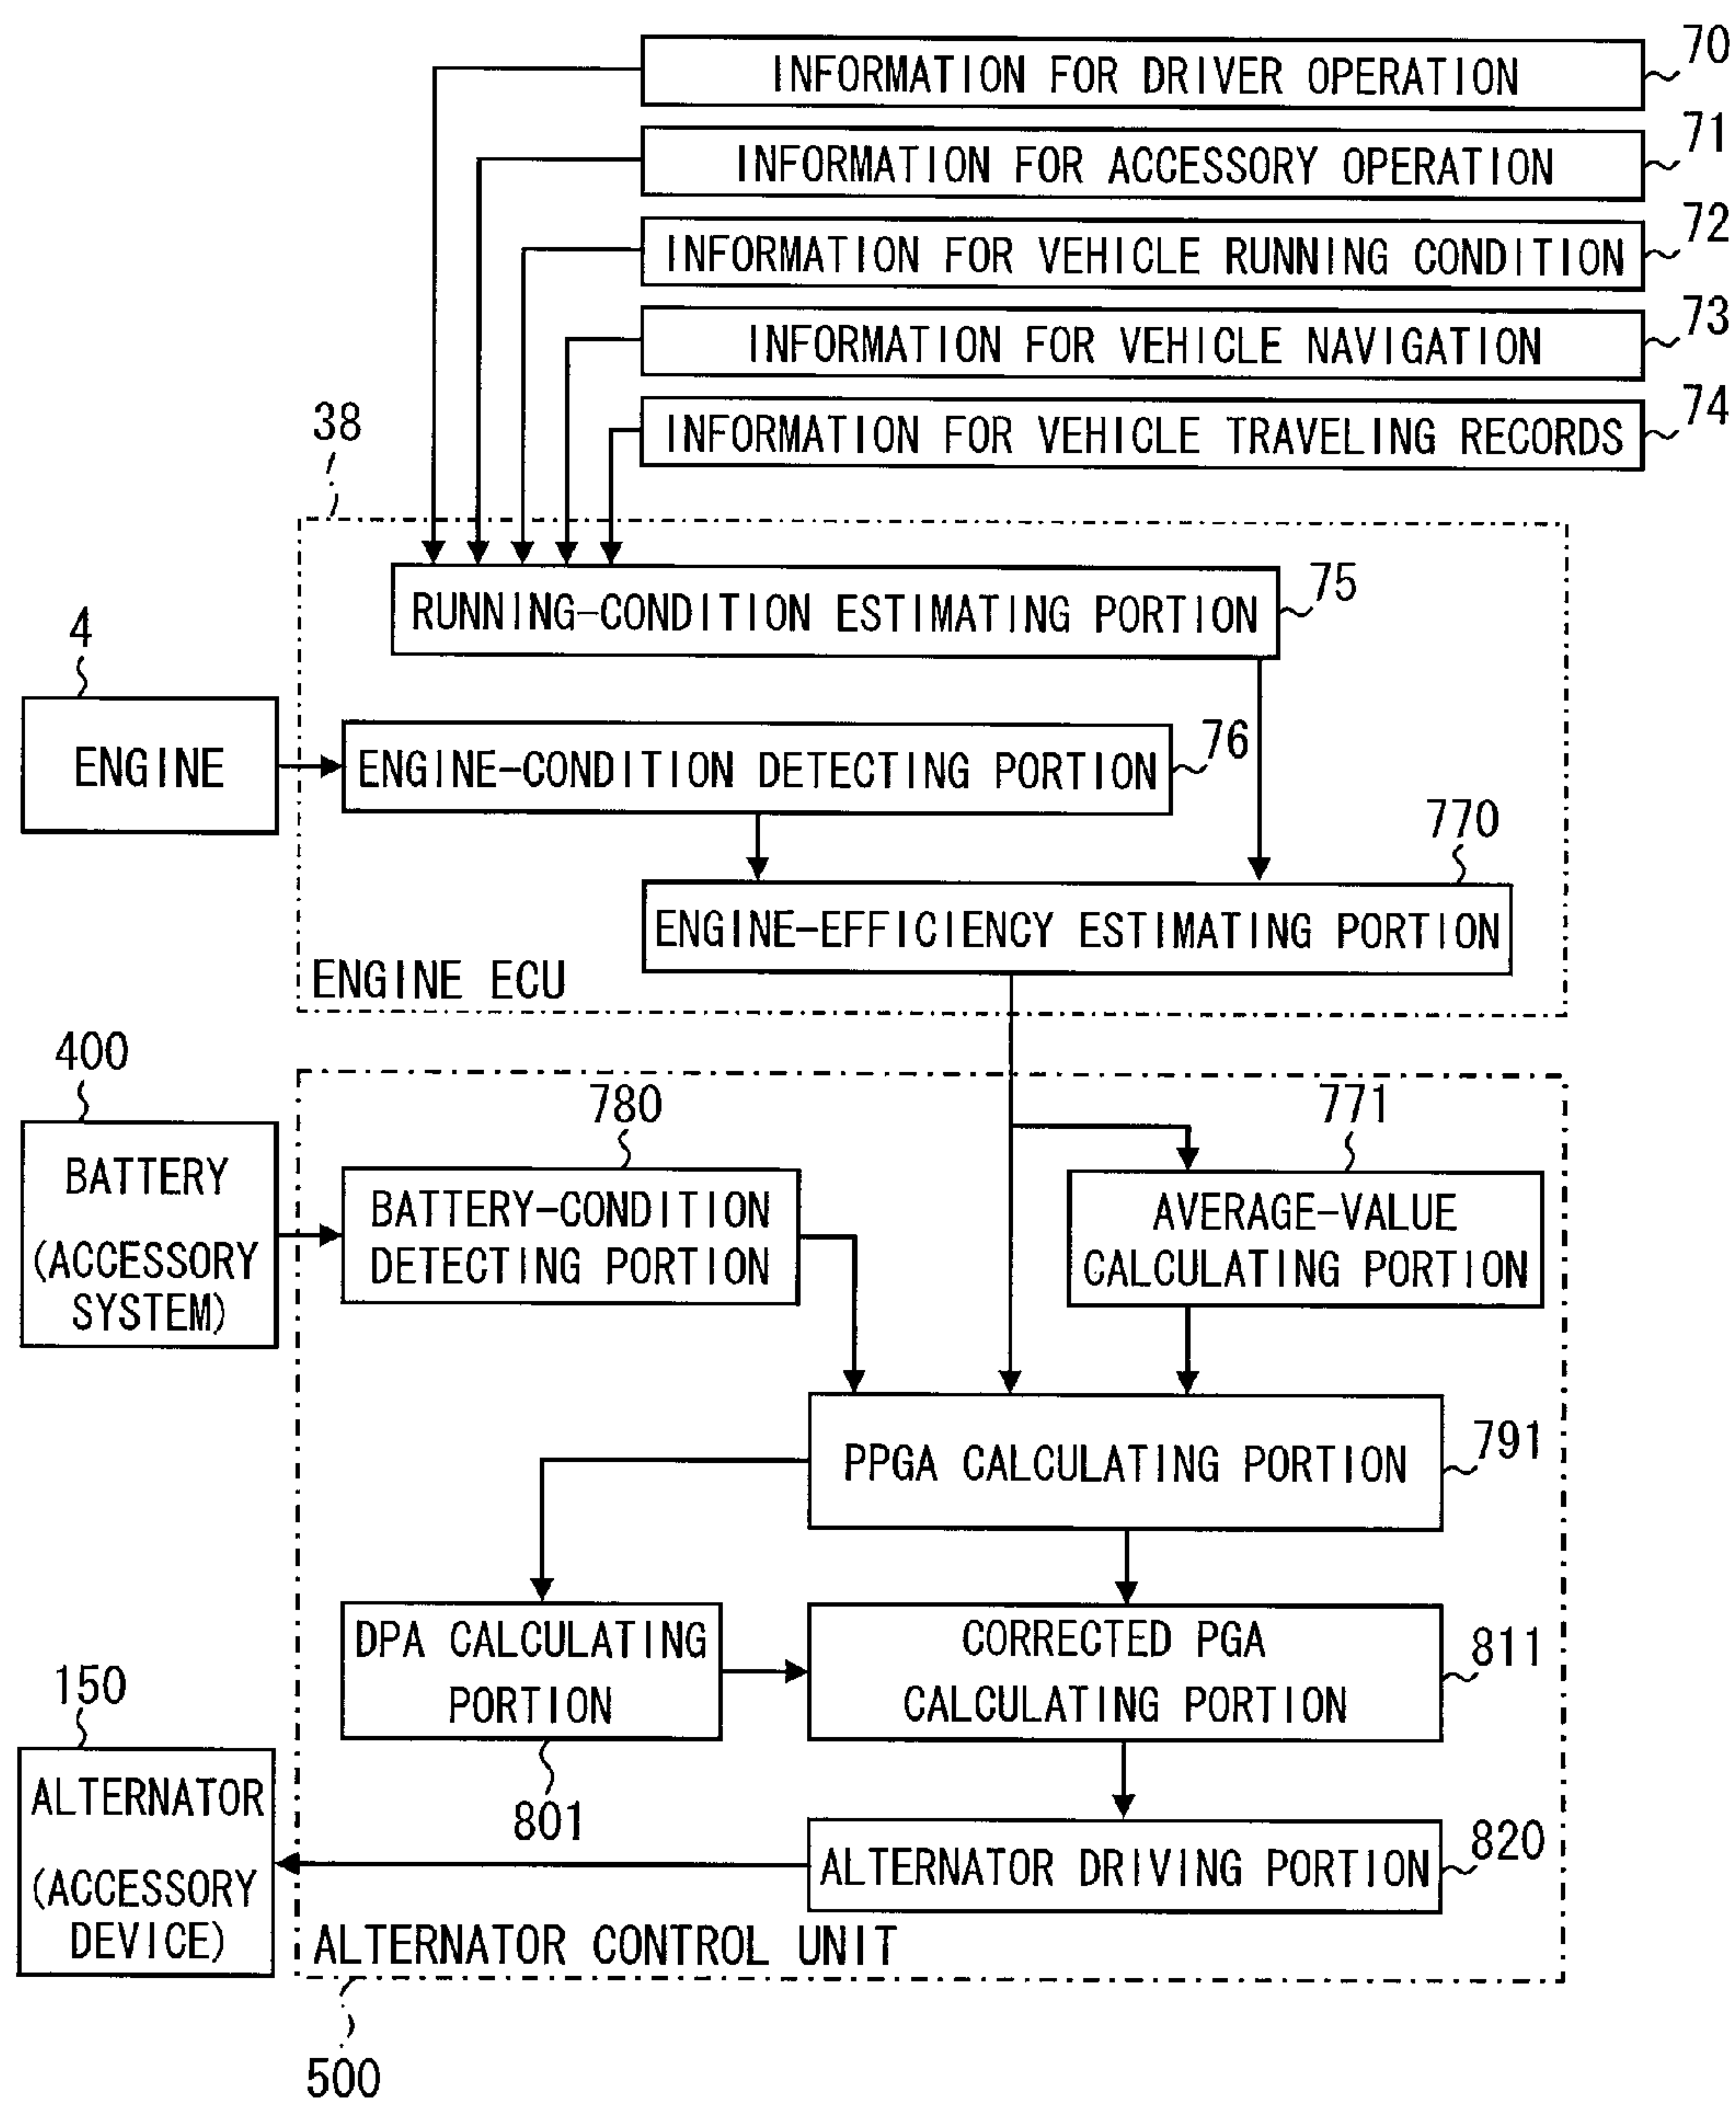 INFORMATION FOR DRIVER OPERATION
70
INFORMATION FOR ACCESSORY OPERATION
71
INFORMATION FOR VEHICLE RUNNING CONDITION
72
INFORMATION FOR VEHICLE NAVIGATION
73
INFORMATION FOR VEHICLE TRAVELING RECORDS
74
38
RUNNING-CONDITION ESTIMATING PORTION
75
4
ENGINE
ENGINE-CONDITION DETECTING PORTION
76
770
ENGINE-EFFICIENCY ESTIMATING PORTION
ENGINE ECU
400
BATTERY
(ACCESSORY
SYSTEM)
780
BATTERY-CONDITION
DETECTING PORTION
771
AVERAGE-VALUE
CALCULATING PORTION
PPGA CALCULATING PORTION
791
DPA CALCULATING
PORTION
801
CORRECTED PGA
CALCULATING PORTION
811
150
ALTERNATOR
(ACCESSORY
DEVICE)
ALTERNATOR DRIVING PORTION
820
ALTERNATOR CONTROL UNIT
500